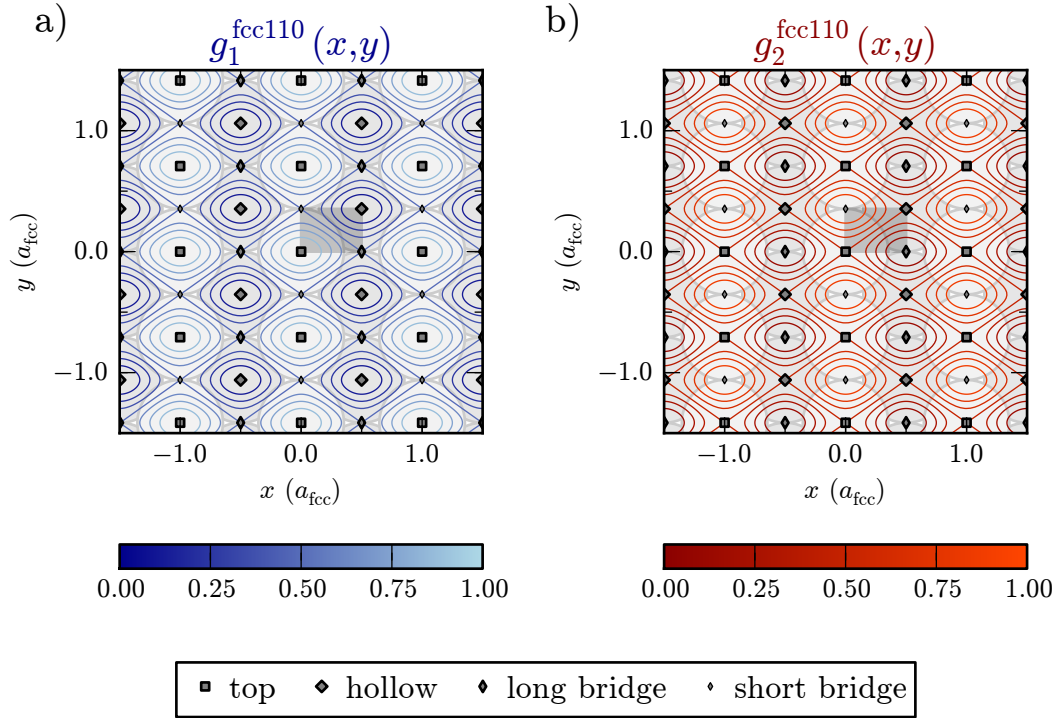 a)
g₁^fcc110 (x,y)
1.0
0.0
−1.0
y (a_fcc)
−1.0 0.0 1.0
x (a_fcc)
0.00 0.25 0.50 0.75 1.00
b)
g₂^fcc110 (x,y)
1.0
0.0
−1.0
y (a_fcc)
−1.0 0.0 1.0
x (a_fcc)
0.00 0.25 0.50 0.75 1.00
top hollow long bridge short bridge